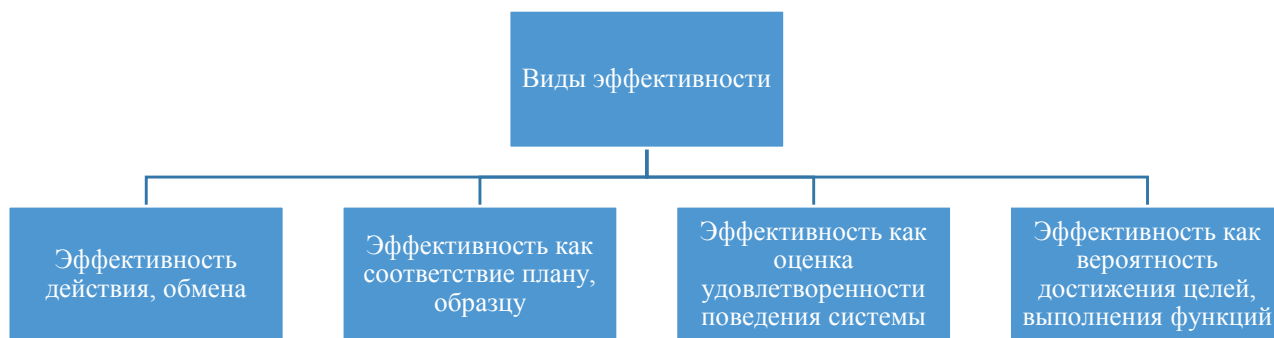 Виды эффективности
Эффективность
действия, обмена
Эффективность как
соответствие плану,
образцу
Эффективность как
оценка
удовлетворенности
поведения системы
Эффективность как
вероятность
достижения целей,
выполнения функций